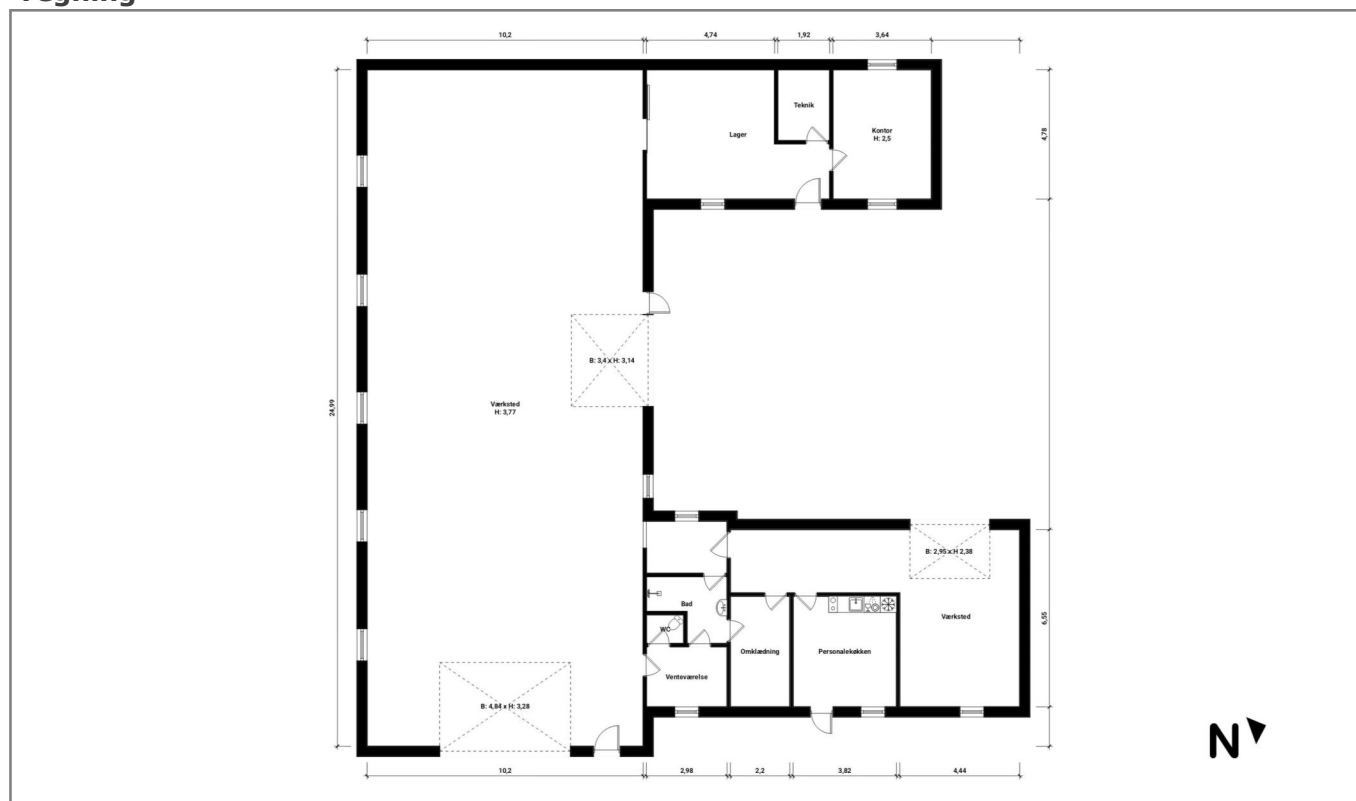 10,2
4,74
1,92
3,64
Teknik
Lager
Kontor
H: 2,5
4,78
B: 3,4 x H: 3,14
24,99
Værksted
H: 3,77
B: 2,95 x H 2,38
Bad
WC
Værksted
6,55
Omklædning
Personalekøkken
Venteværelse
B: 4,84 x H: 3,28
N
10,2
2,98
2,2
3,82
4,44